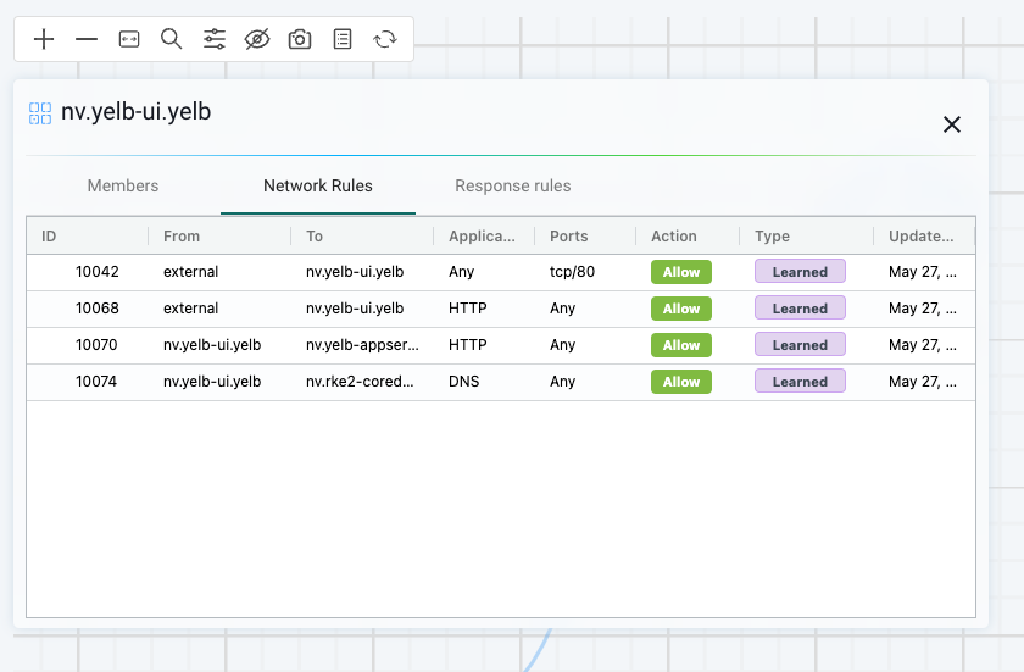 nv.yelb-ui.yelb
Members Network Rules Response rules
ID From To Applica... Ports Action Type Update...
10042 external nv.yelb-ui.yelb Any tcp/80 Allow Learned May 27, ...
10068 external nv.yelb-ui.yelb HTTP Any Allow Learned May 27, ...
10070 nv.yelb-ui.yelb nv.yelb-appser... HTTP Any Allow Learned May 27, ...
10074 nv.yelb-ui.yelb nv.rke2-cored... DNS Any Allow Learned May 27, ...